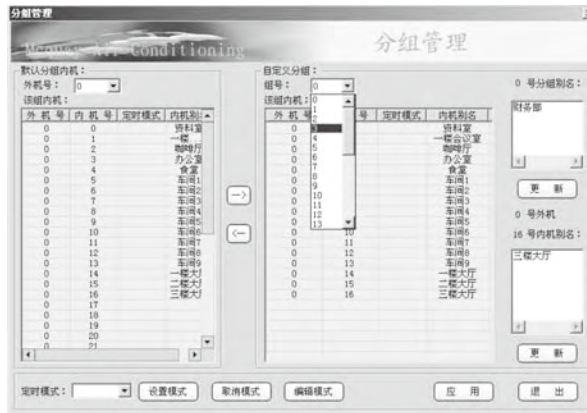 分组管理
Mcquay Air Conditioning
分组管理
默认分组内机：
外机号： 0
该组内机：
外 机 号 内 机 号 定时模式 内机别名
0 0 资料室
0 1 一楼
0 2 咖啡厅
0 3 办公室
0 4 食堂
0 5 车间1
0 6 车间2
0 7 车间3
0 8 车间4
0 9 车间5
0 10 车间6
0 11 车间7
0 12 车间8
0 13 车间9
0 14 一楼大厅
0 15 二楼大厅
0 16 三楼大厅
0 17
0 18
0 19
0 20
0 21
-->
<--
自定义分组：
组号： 0
0
1
2
3
4
5
6
7
8
9
10
11
12
13
该组内机：
外 机 号 定时模式 内机别名
0 资料室
0 一楼会议室
0 咖啡厅
0 办公室
0 食堂
0 车间1
0 车间2
0 车间3
0 车间4
0 车间5
0 10 车间6
0 11 车间7
0 12 车间8
0 13 车间9
0 14 一楼大厅
0 15 二楼大厅
0 16 三楼大厅
0 号分组别名：
财务部
更 新
0 号外机
16 号内机别名：
三楼大厅
更 新
定时模式： 设置模式 取消模式 编辑模式 应 用 退 出